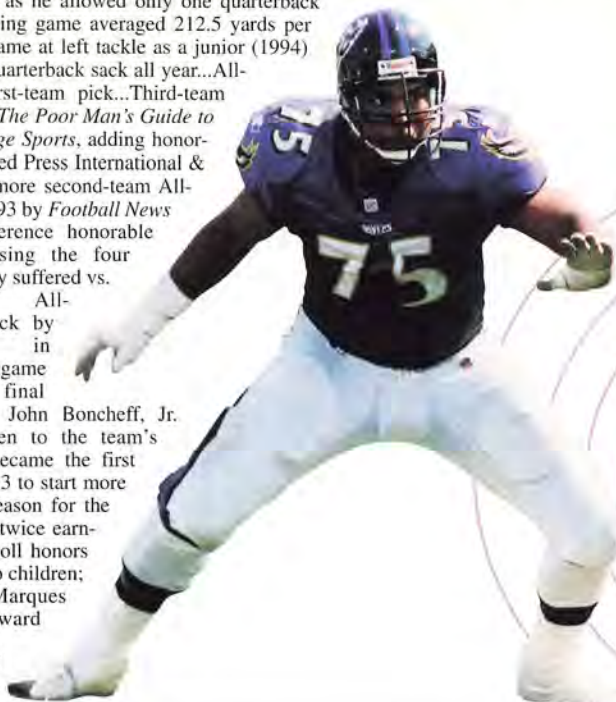 as he allowed only one quarterback
ing game averaged 212.5 yards per
ame at left tackle as a junior (1994)
uarterback sack all year...All-
rst-team pick...Third-team
The Poor Man's Guide to
ge Sports, adding honor-
ed Press International &
more second-team All-
93 by Football News
erence honorable
sing the four
y suffered vs.
All-
ck by
in
game
final
John Boncheff, Jr.
en to the team's
ecame the first
3 to start more
eason for the
twice earn-
oll honors
o children;
Marques
ward
75
75